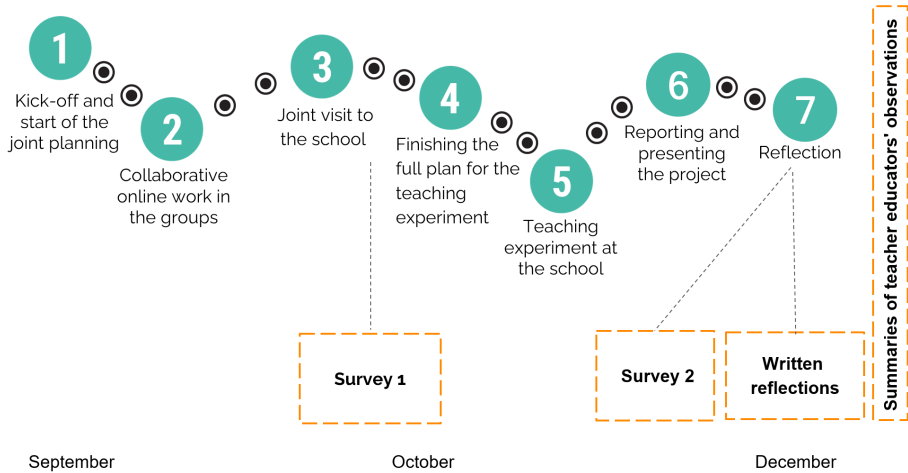 1
Kick-off and
start of the
joint planning
2
Collaborative
online work in
the groups
3
Joint visit to
the school
4
Finishing the
full plan for the
teaching
experiment
5
Teaching
experiment at
the school
6
Reporting and
presenting
the project
7
Reflection
Survey 1
Survey 2
Written
reflections
Summaries of teacher educators' observations
September
October
December